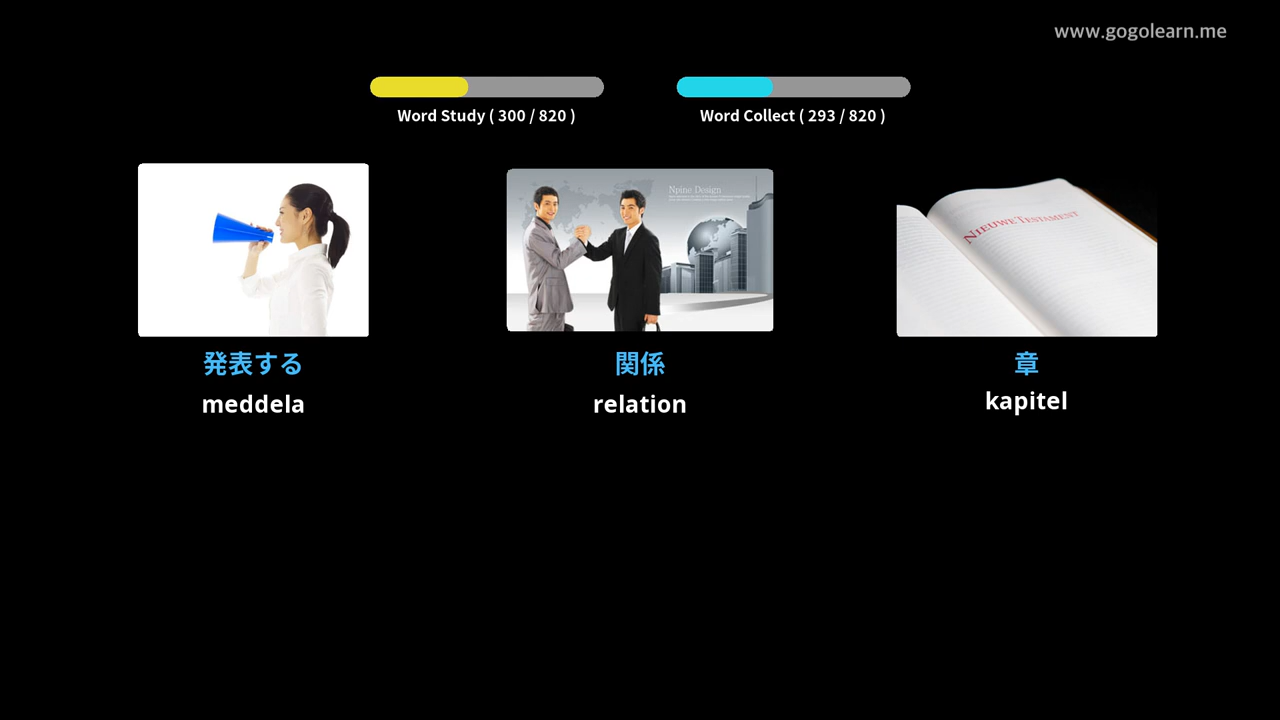 www.gogolearn.me
Word Study ( 300 / 820 )
Word Collect ( 293 / 820 )
Npine Design
NIEUWE TESTAMENT
発表する
関係
章
meddela
relation
kapitel